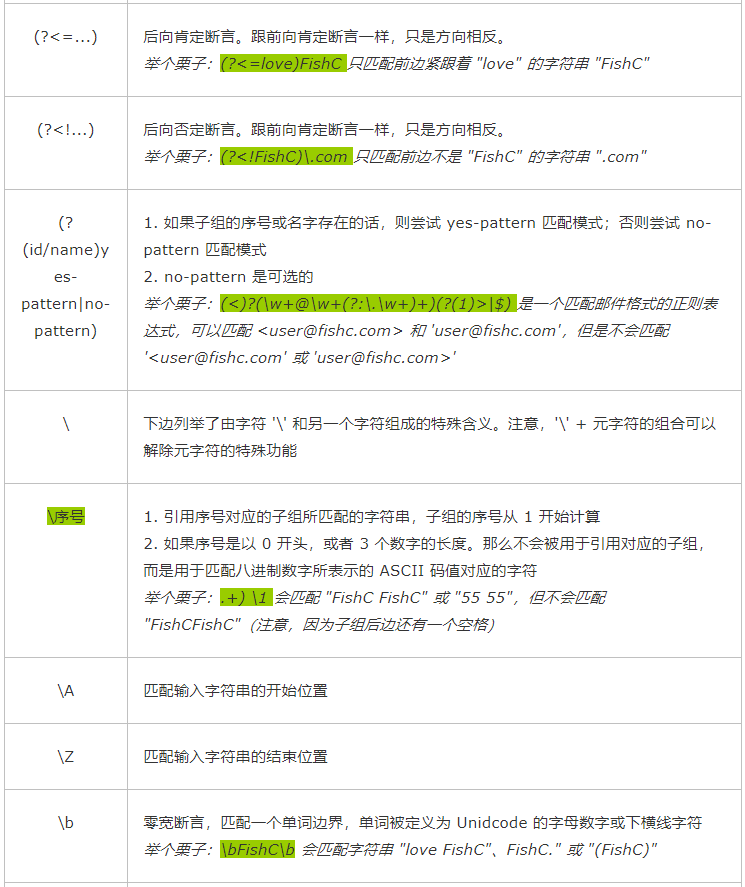 (?<=...)
后向肯定断言。跟前向肯定断言一样，只是方向相反。
举个栗子：(?<=love)FishC 只匹配前边紧跟着 "love" 的字符串 "FishC"
(?<!...)
后向否定断言。跟前向肯定断言一样，只是方向相反。
举个栗子：(?<!FishC)\.com 只匹配前边不是 "FishC" 的字符串 ".com"
(?
(id/name)y
es-
pattern|no-
pattern)
1. 如果子组的序号或名字存在的话，则尝试 yes-pattern 匹配模式；否则尝试 no-
pattern 匹配模式
2. no-pattern 是可选的
举个栗子：(<)?(\w+@\w+(?:\.\w+)+)(?(1)>|$) 是一个匹配邮件格式的正则表
达式，可以匹配 <user@fishc.com> 和 'user@fishc.com'，但是不会匹配
'<user@fishc.com' 或 'user@fishc.com>'
\
下边列举了由字符 '\' 和另一个字符组成的特殊含义。注意，'\' + 元字符的组合可以
解除元字符的特殊功能
\序号
1. 引用序号对应的子组所匹配的字符串，子组的序号从 1 开始计算
2. 如果序号是以 0 开头，或者 3 个数字的长度。那么不会被用于引用对应的子组，
而是用于匹配八进制数字所表示的 ASCII 码值对应的字符
举个栗子：.+) \1 会匹配 "FishC FishC" 或 "55 55"，但不会匹配
"FishCFishC"（注意，因为子组后边还有一个空格）
\A
匹配输入字符串的开始位置
\Z
匹配输入字符串的结束位置
\b
零宽断言，匹配一个单词边界，单词被定义为 Unidcode 的字母数字或下横线字符
举个栗子：\bFishC\b 会匹配字符串 "love FishC"、FishC." 或 "(FishC)"